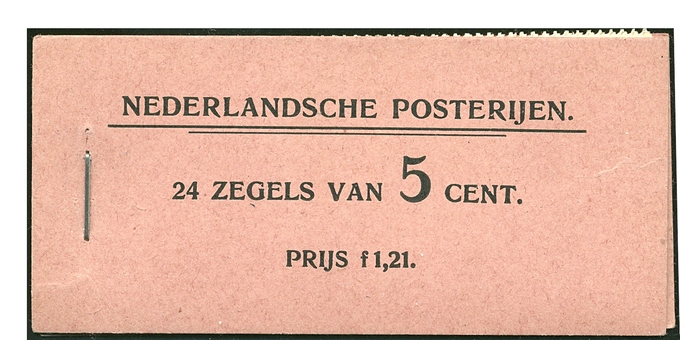 NEDERLANDSCHE POSTERIJEN.
24 ZEGELS VAN 5 CENT.
PRIJS f 1,21.